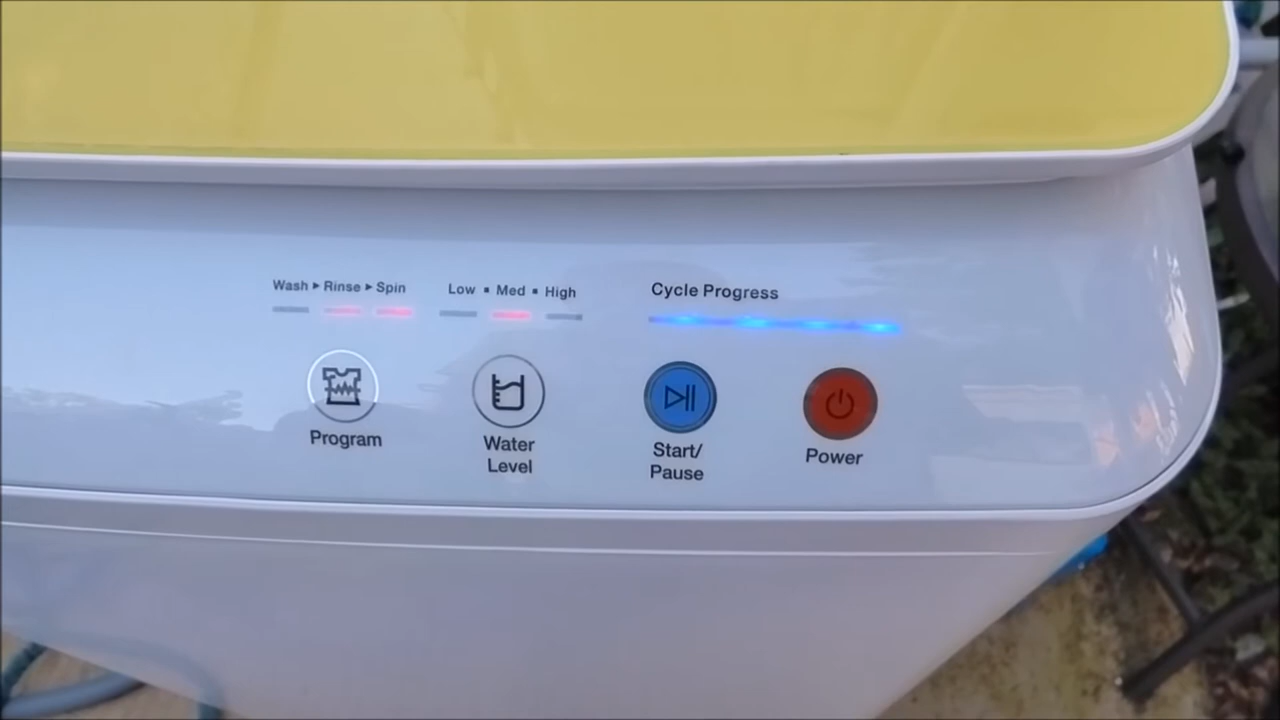 Wash ▸ Rinse ▸ Spin
Low ▪ Med ▪ High
Cycle Progress
Program
Water
Level
Start/
Pause
Power